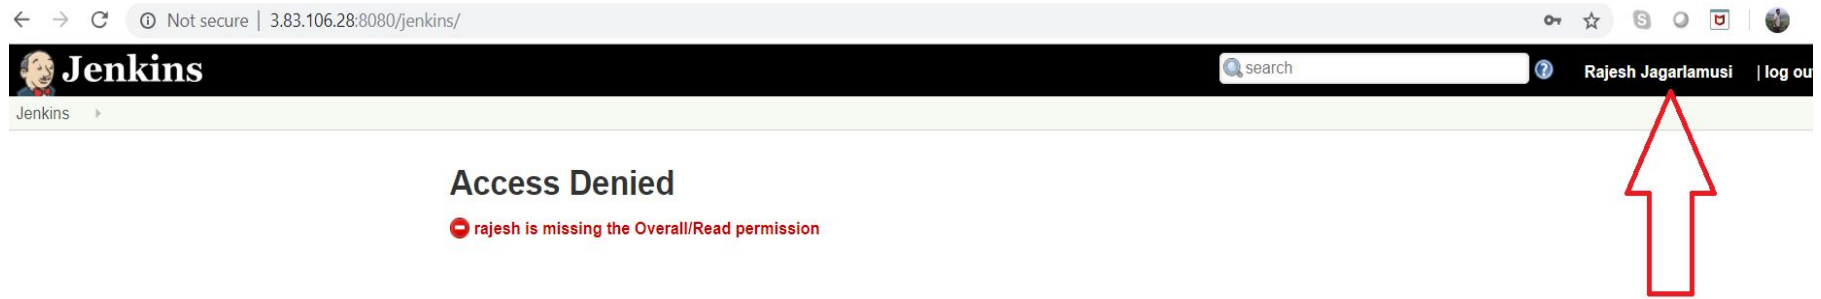 Not secure | 3.83.106.28:8080/jenkins/
Jenkins
search
Rajesh Jagarlamusi
| log ou
Jenkins
Access Denied
rajesh is missing the Overall/Read permission